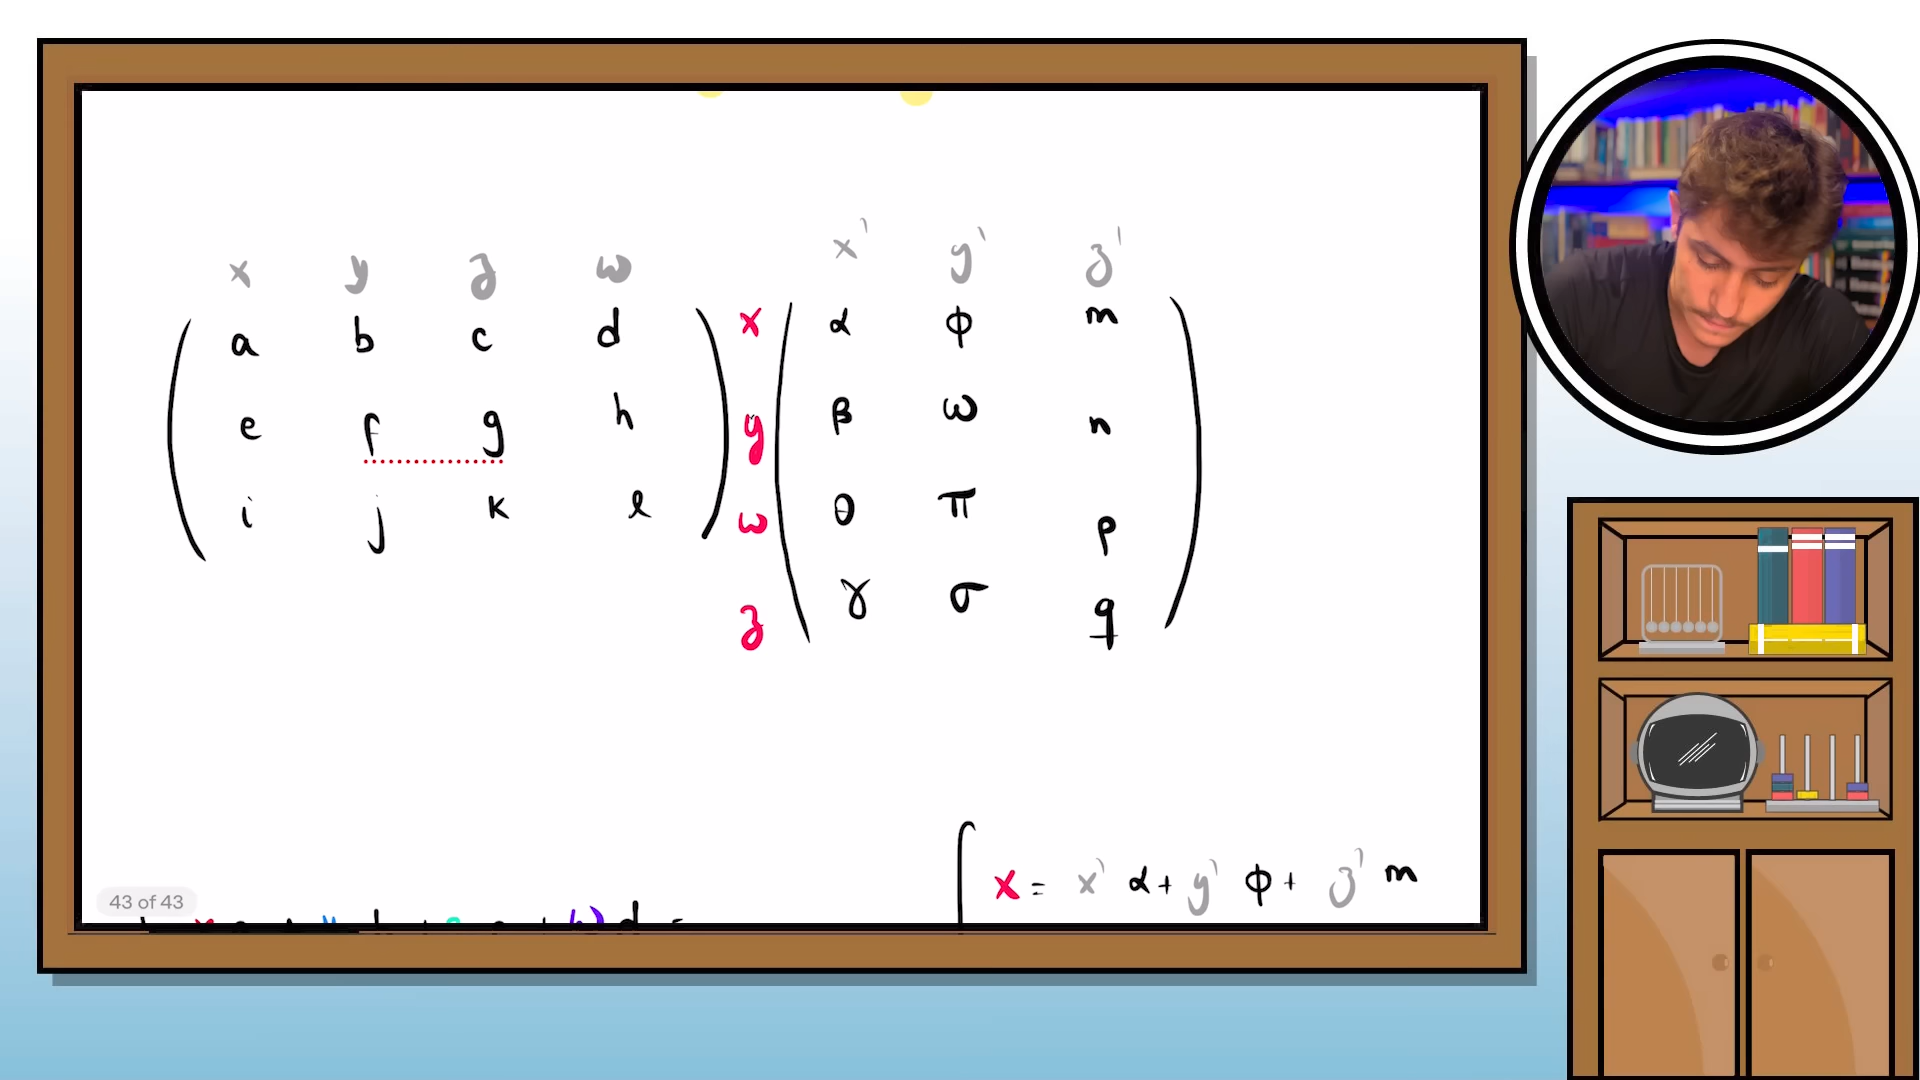 x y z w x' y' z'
a b c d x α φ m
e f g h y β ω n
i j k l w θ π p
z γ σ q
x = x' α + y' φ + z' m
43 of 43